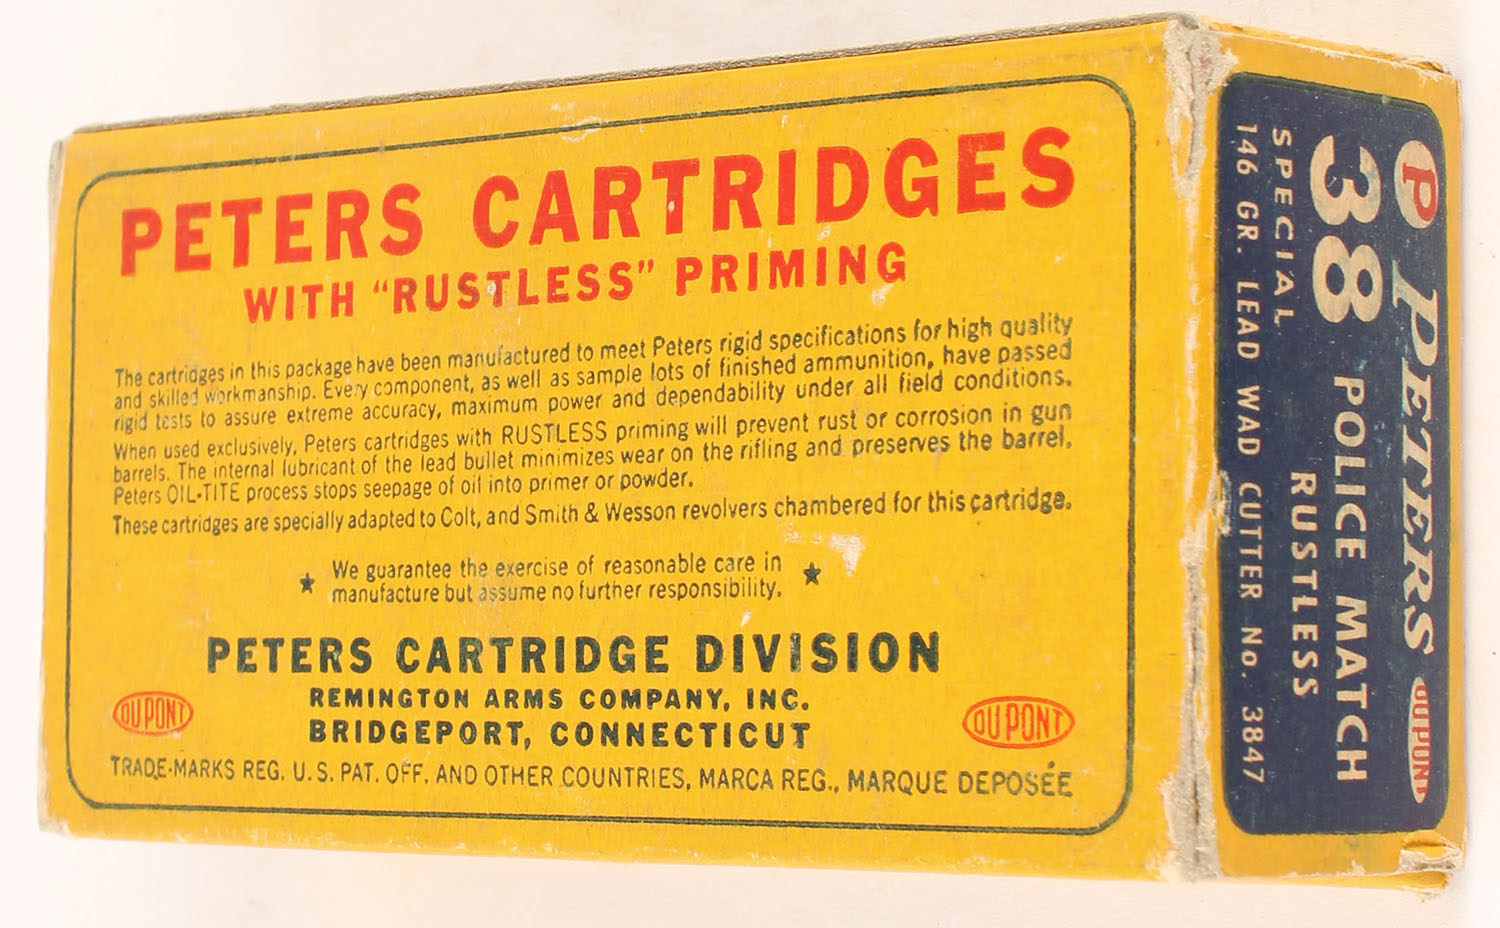 PETERS CARTRIDGES
WITH "RUSTLESS" PRIMING
The cartridges in this package have been manufactured to meet Peters rigid specifications for high quality
and skilled workmanship. Every component, as well as sample lots of finished ammunition, have passed
rigid tests to assure extreme accuracy, maximum power and dependability under all field conditions.
When used exclusively, Peters cartridges with RUSTLESS priming will prevent rust or corrosion in gun
barrels. The internal lubricant of the lead bullet minimizes wear on the rifling and preserves the barrel.
Peters OIL-TITE process stops seepage of oil into primer or powder.
These cartridges are specially adapted to Colt, and Smith & Wesson revolvers chambered for this cartridge.
★ We guarantee the exercise of reasonable care in ★
manufacture but assume no further responsibility.
PETERS CARTRIDGE DIVISION
REMINGTON ARMS COMPANY, INC.
BRIDGEPORT, CONNECTICUT
DU PONT
DU PONT
TRADE-MARKS REG. U.S. PAT. OFF. AND OTHER COUNTRIES, MARCA REG., MARQUE DEPOSÉE
P PETERS DU PONT
38 POLICE MATCH
SPECIAL RUSTLESS
146 GR. LEAD WAD CUTTER No. 3847